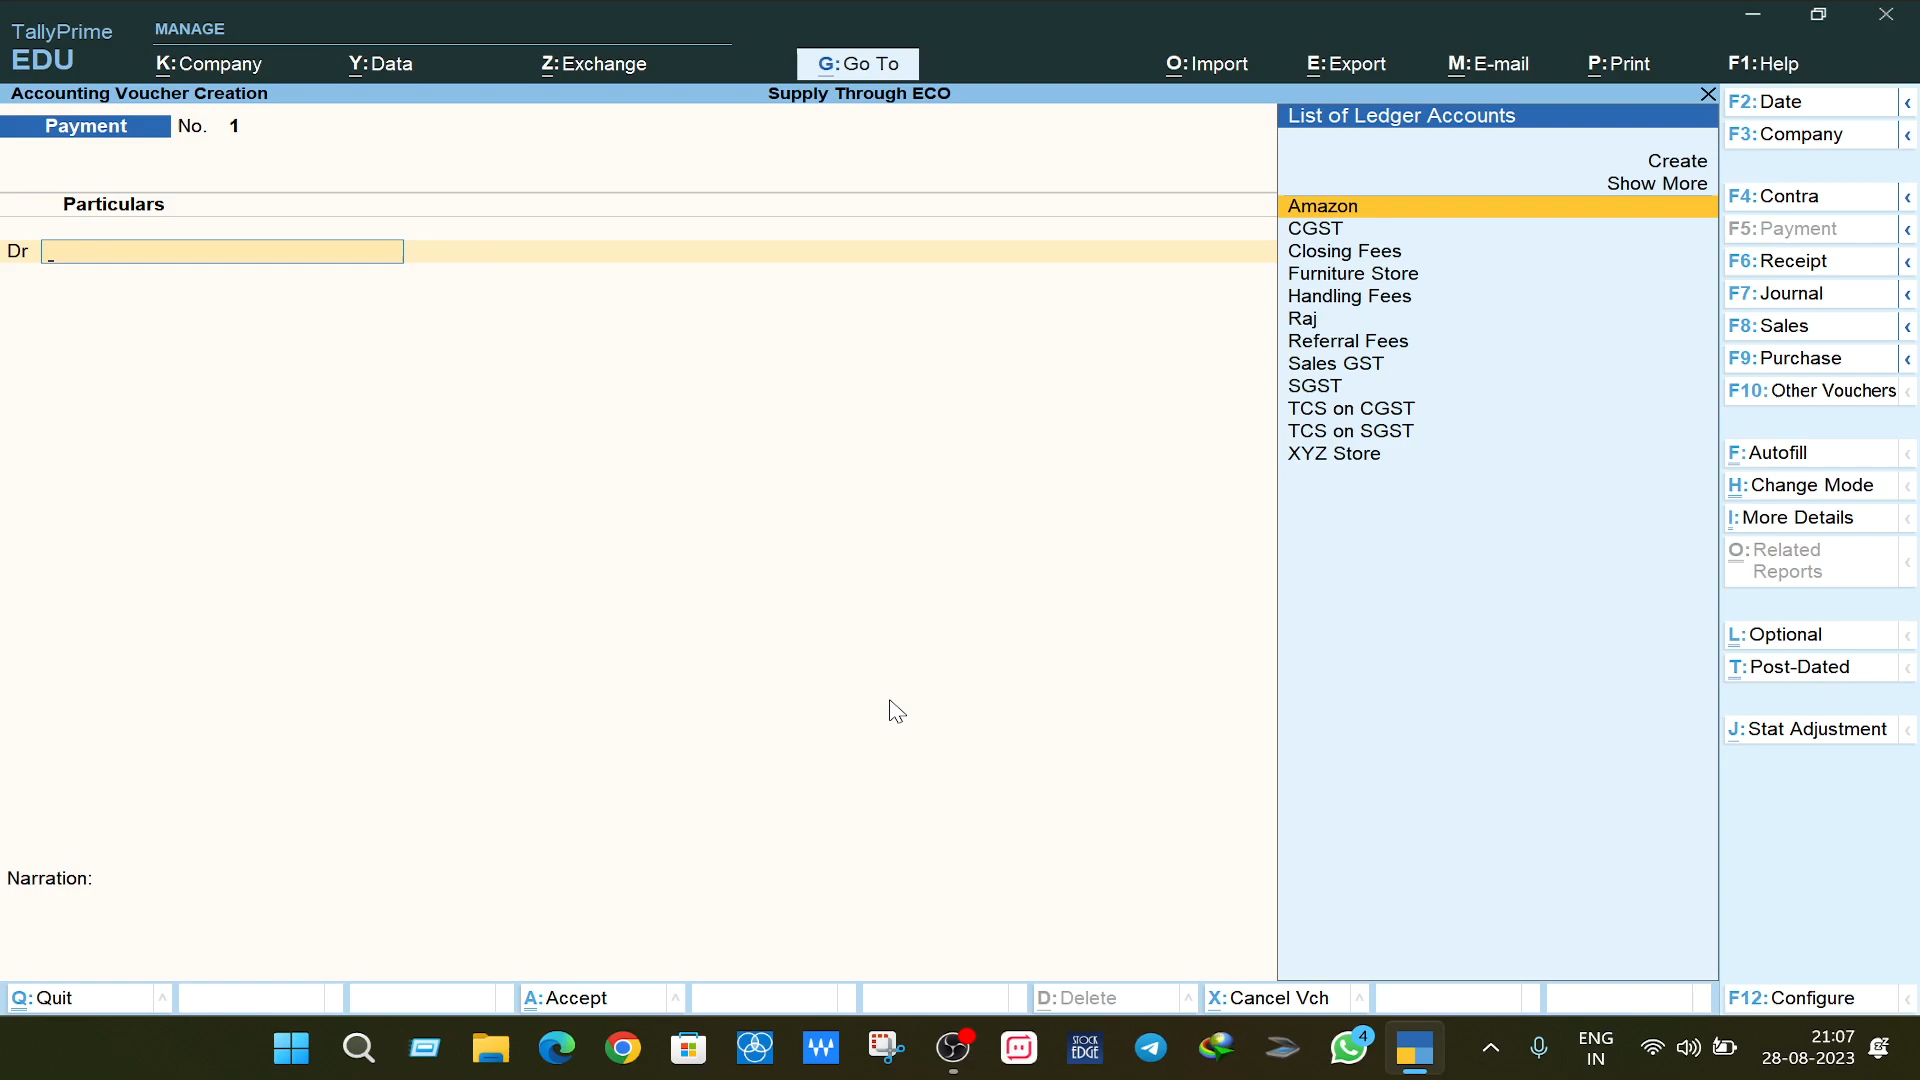 TallyPrime
EDU
MANAGE
K: Company
Y: Data
Z: Exchange
G: Go To
O: Import
E: Export
M: E-mail
P: Print
F1: Help
Accounting Voucher Creation
Supply Through ECO
Payment No. 1
Particulars
Dr
Narration:
List of Ledger Accounts
Create
Show More
Amazon
CGST
Closing Fees
Furniture Store
Handling Fees
Raj
Referral Fees
Sales GST
SGST
TCS on CGST
TCS on SGST
XYZ Store
F2: Date
F3: Company
F4: Contra
F5: Payment
F6: Receipt
F7: Journal
F8: Sales
F9: Purchase
F10: Other Vouchers
F: Autofill
H: Change Mode
I: More Details
O: Related
Reports
L: Optional
T: Post-Dated
J: Stat Adjustment
Q: Quit
A: Accept
D: Delete
X: Cancel Vch
F12: Configure
STOCK
EDGE
4
ENG
IN
21:07
28-08-2023